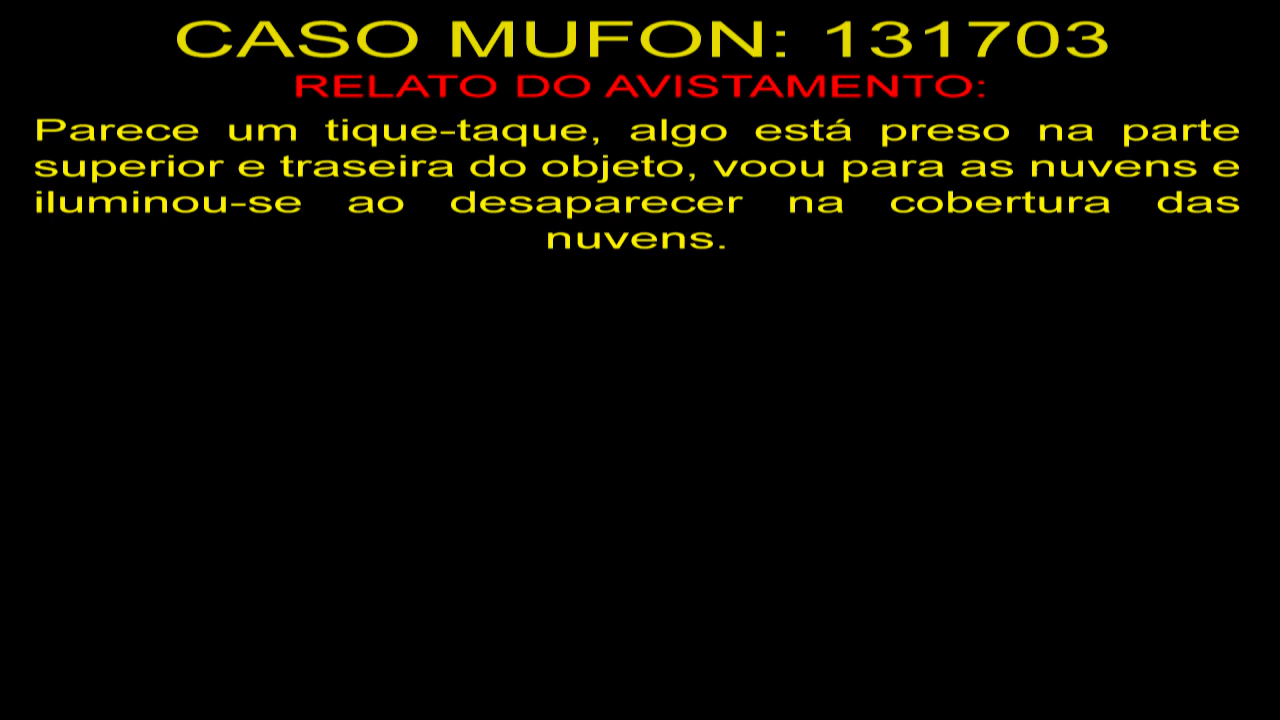 CASO MUFON: 131703
RELATO DO AVISTAMENTO:
Parece um tique-taque, algo está preso na parte
superior e traseira do objeto, voou para as nuvens e
iluminou-se ao desaparecer na cobertura das
nuvens.